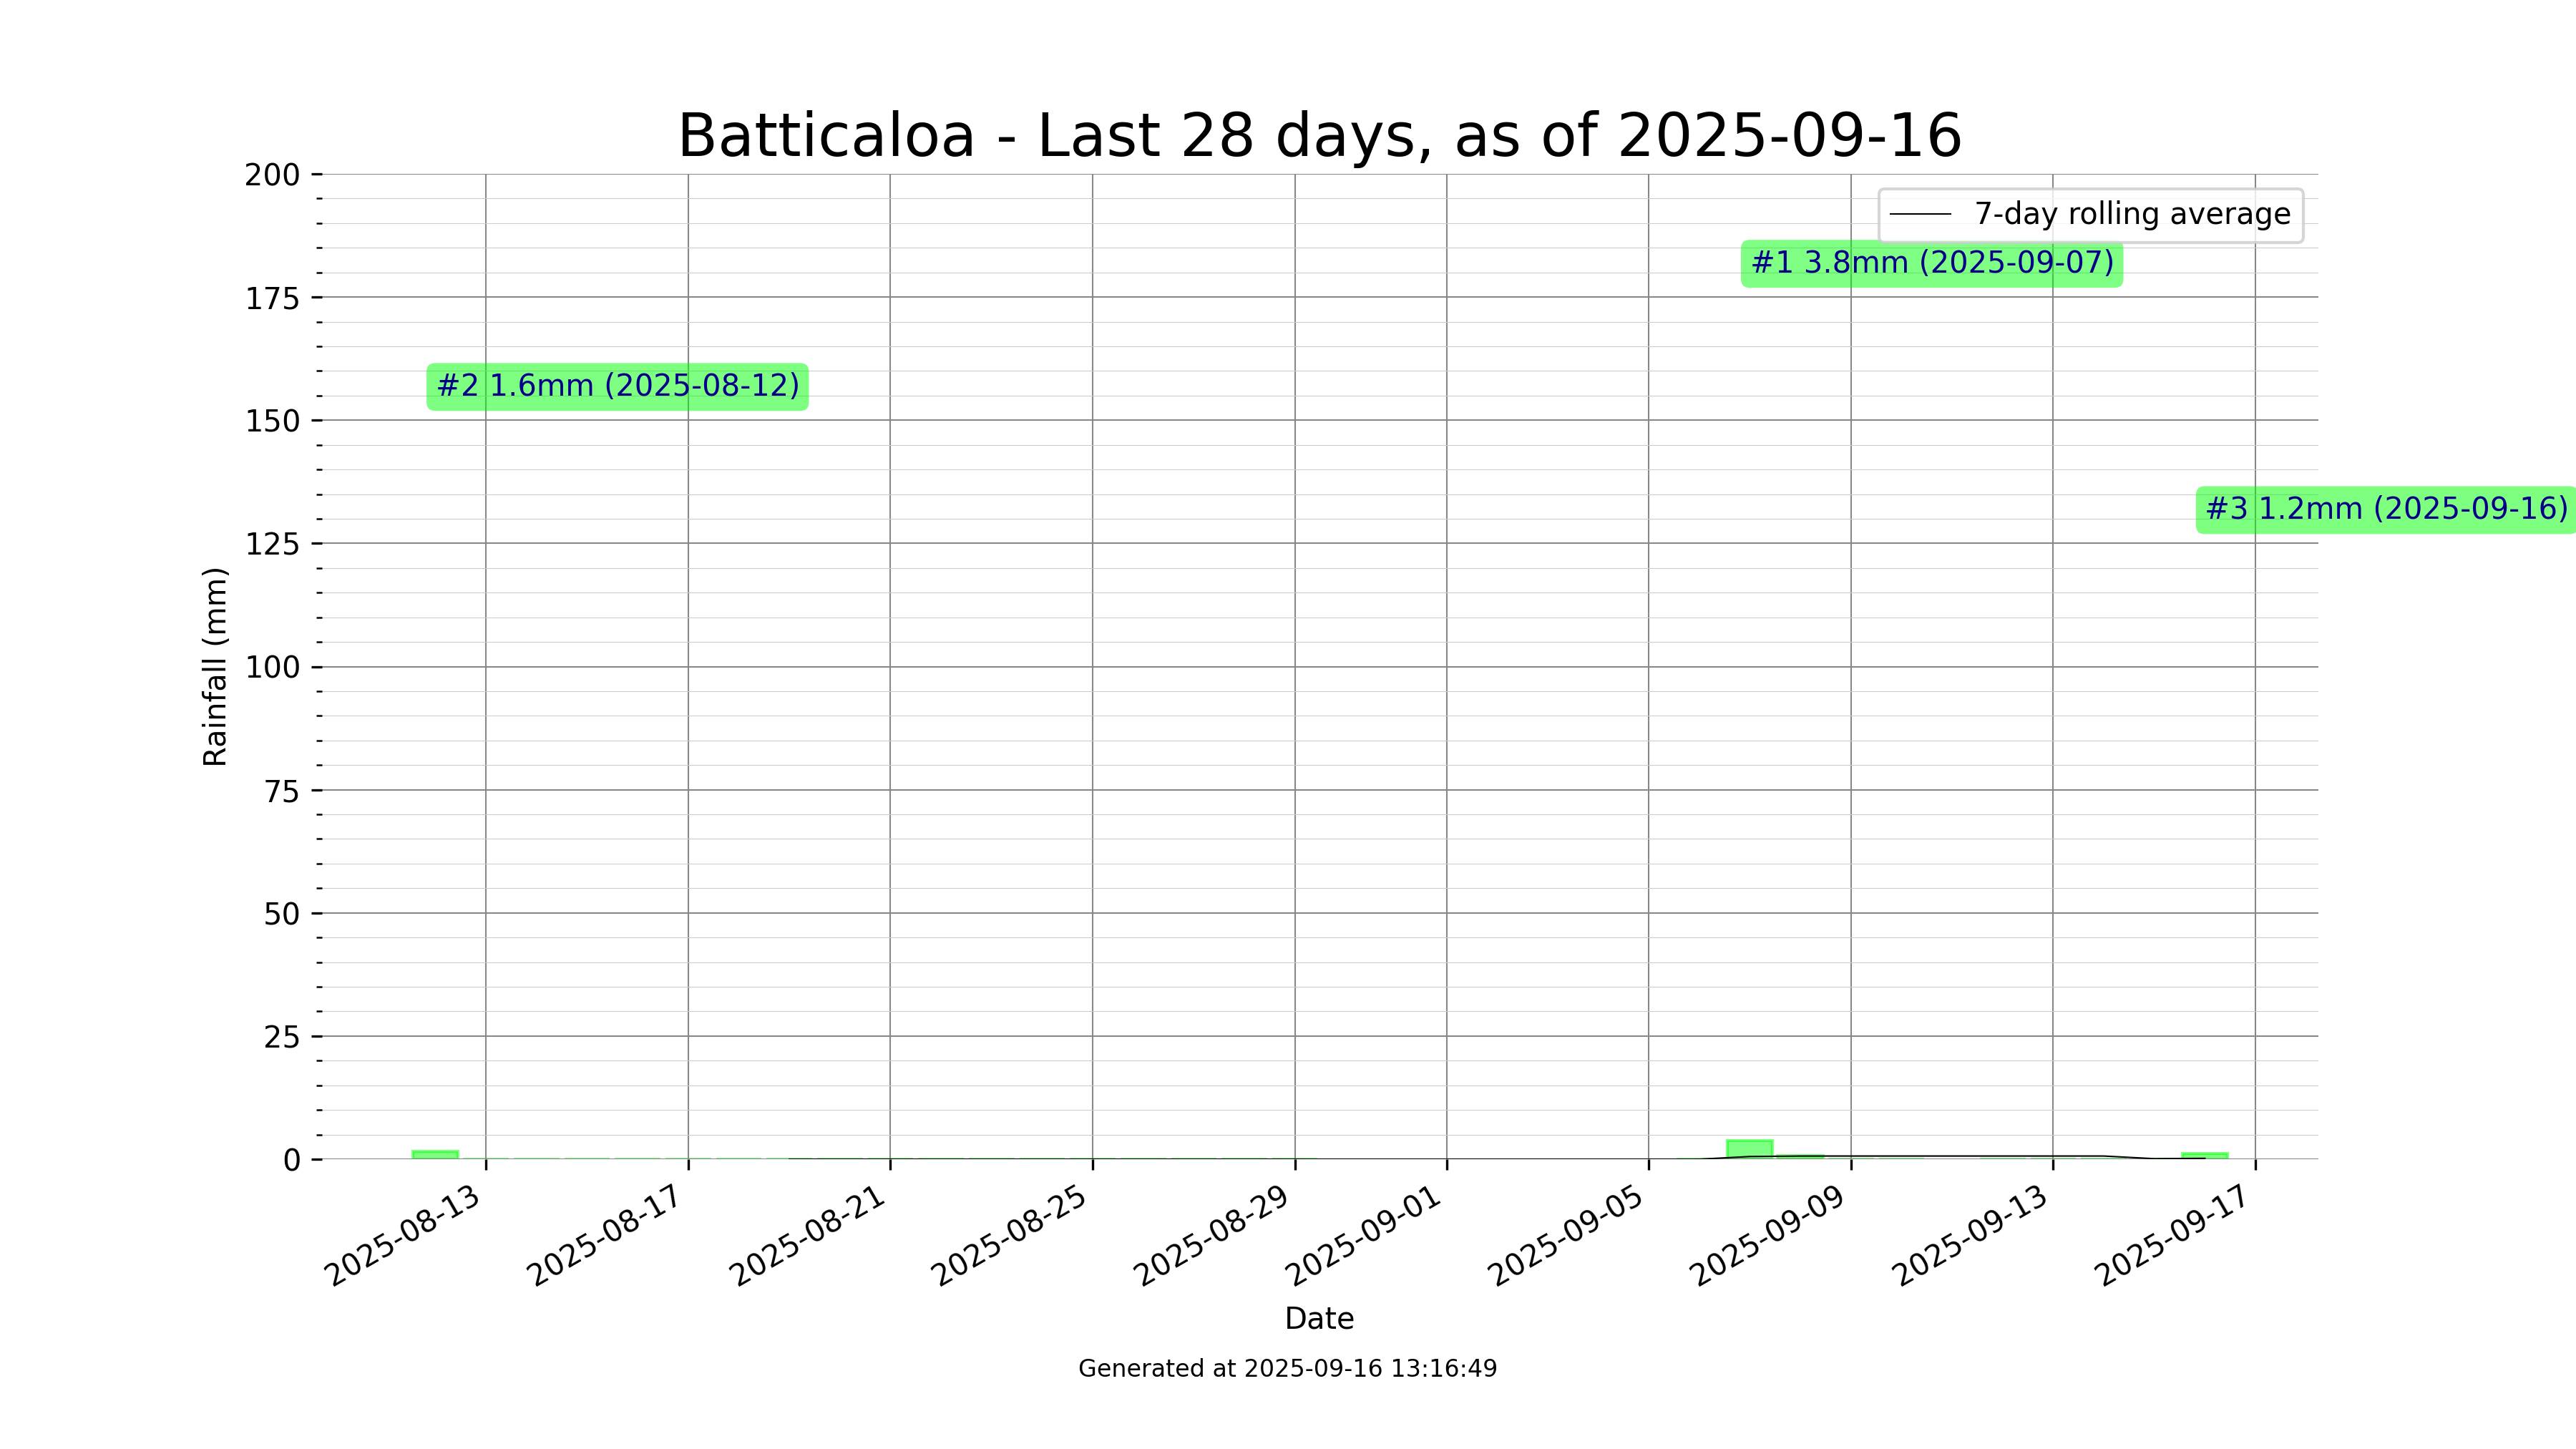 Batticaloa - Last 28 days, as of 2025-09-16
200
175
150
125
100
75
50
25
0
Rainfall (mm)
7-day rolling average
#1 3.8mm (2025-09-07)
#2 1.6mm (2025-08-12)
#3 1.2mm (2025-09-16)
2025-08-13
2025-08-17
2025-08-21
2025-08-25
2025-08-29
2025-09-01
2025-09-05
2025-09-09
2025-09-13
2025-09-17
Date
Generated at 2025-09-16 13:16:49